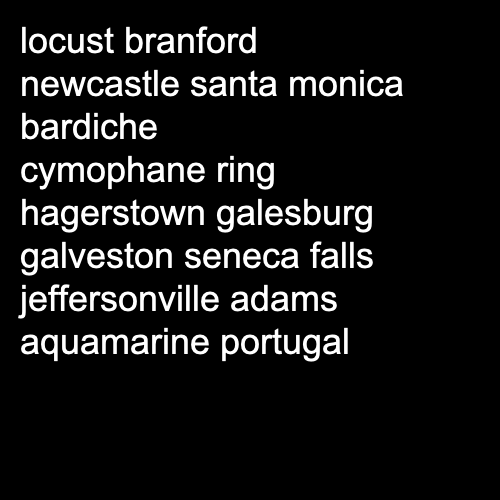 locust branford
newcastle santa monica
bardiche
cymophane ring
hagerstown galesburg
galveston seneca falls
jeffersonville adams
aquamarine portugal